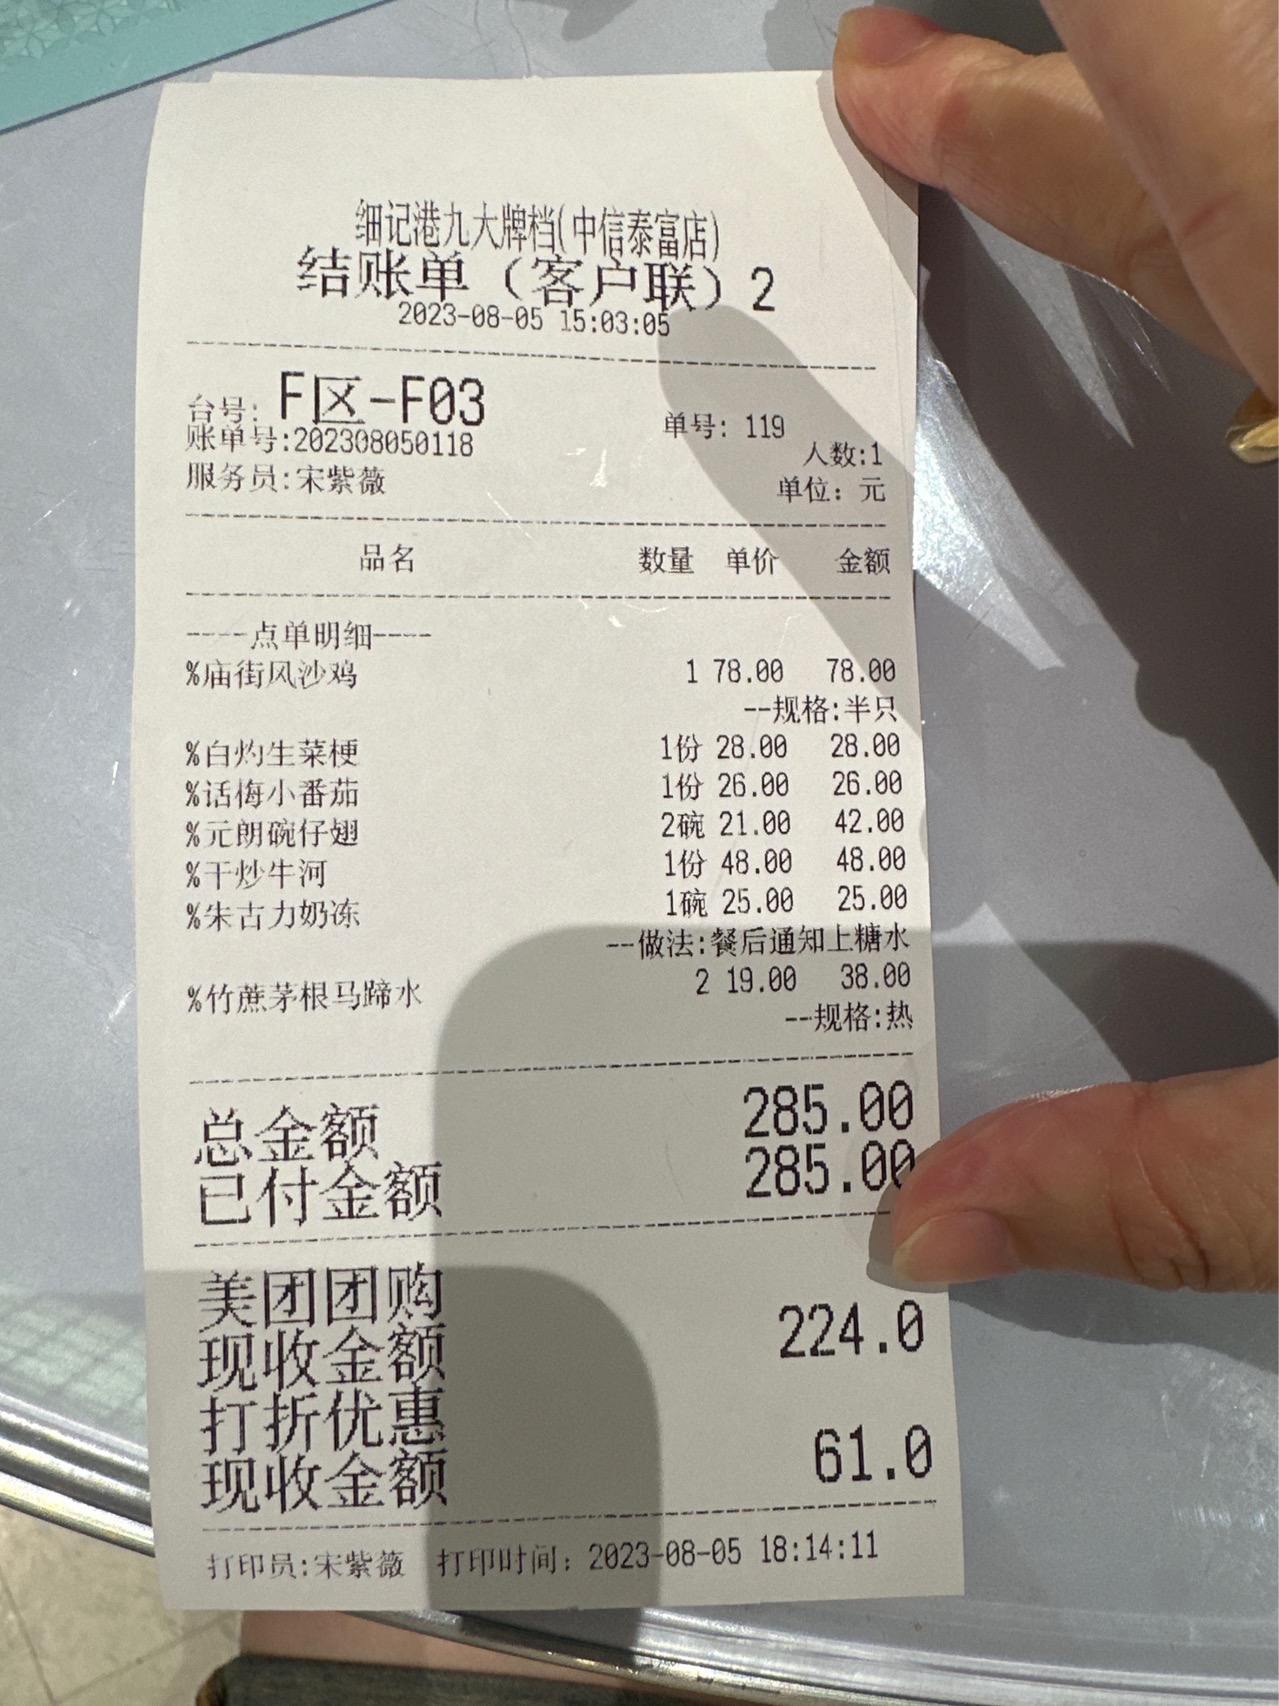 细记港九大牌档(中信泰富店)
结账单（客户联）2
2023-08-05 15:03:05
台号: F区-F03 单号: 119
账单号:202308050118 人数:1
服务员:宋紫薇 单位: 元
品名 数量 单价 金额
----点单明细----
%庙街风沙鸡 1 78.00 78.00
--规格:半只
%白灼生菜梗 1份 28.00 28.00
%话梅小番茄 1份 26.00 26.00
%元朗碗仔翅 2碗 21.00 42.00
%干炒牛河 1份 48.00 48.00
%朱古力奶冻 1碗 25.00 25.00
--做法:餐后通知上糖水
%竹蔗茅根马蹄水 2 19.00 38.00
--规格:热
总金额 285.00
已付金额 285.00
美团团购
现收金额 224.0
打折优惠
现收金额 61.0
打印员:宋紫薇 打印时间: 2023-08-05 18:14:11